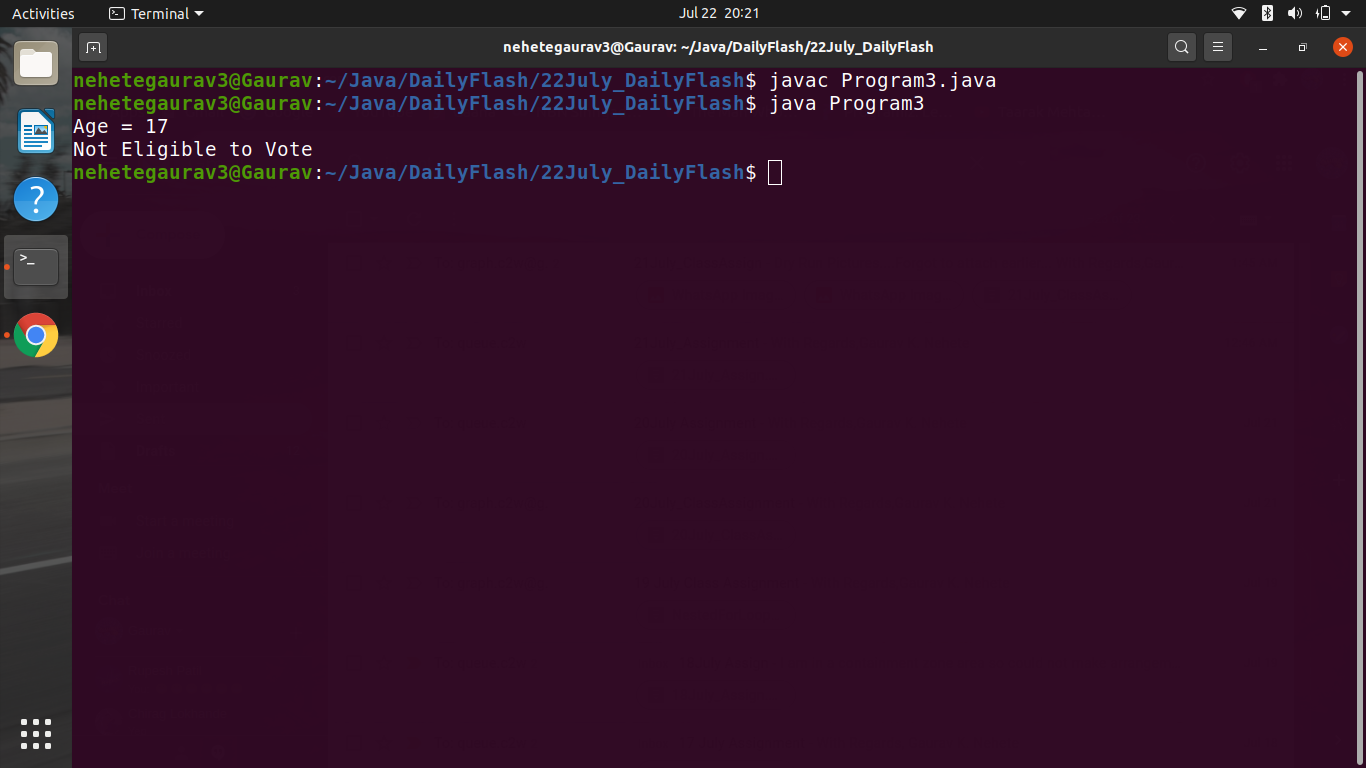 Activities
Terminal
Jul 22 20:21
nehetegaurav3@Gaurav: ~/Java/DailyFlash/22July_DailyFlash
nehetegaurav3@Gaurav:~/Java/DailyFlash/22July_DailyFlash$ javac Program3.java
nehetegaurav3@Gaurav:~/Java/DailyFlash/22July_DailyFlash$ java Program3
Age = 17
Not Eligible to Vote
nehetegaurav3@Gaurav:~/Java/DailyFlash/22July_DailyFlash$